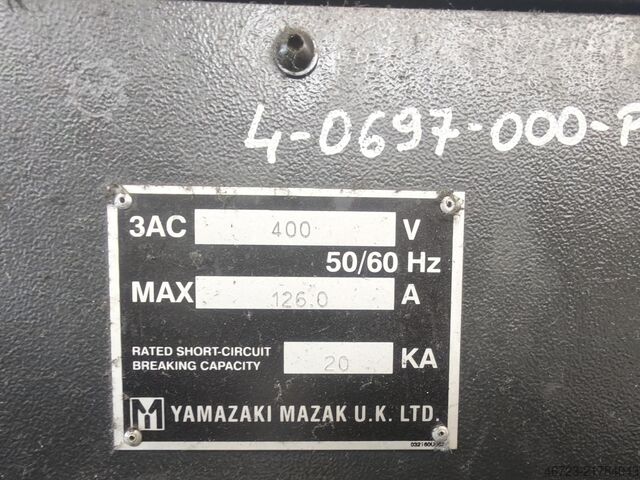 4-0697-000-P
3AC 400 V
50/60 Hz
MAX 126.0 A
RATED SHORT-CIRCUIT
BREAKING CAPACITY 20 KA
M YAMAZAKI MAZAK U.K. LTD.